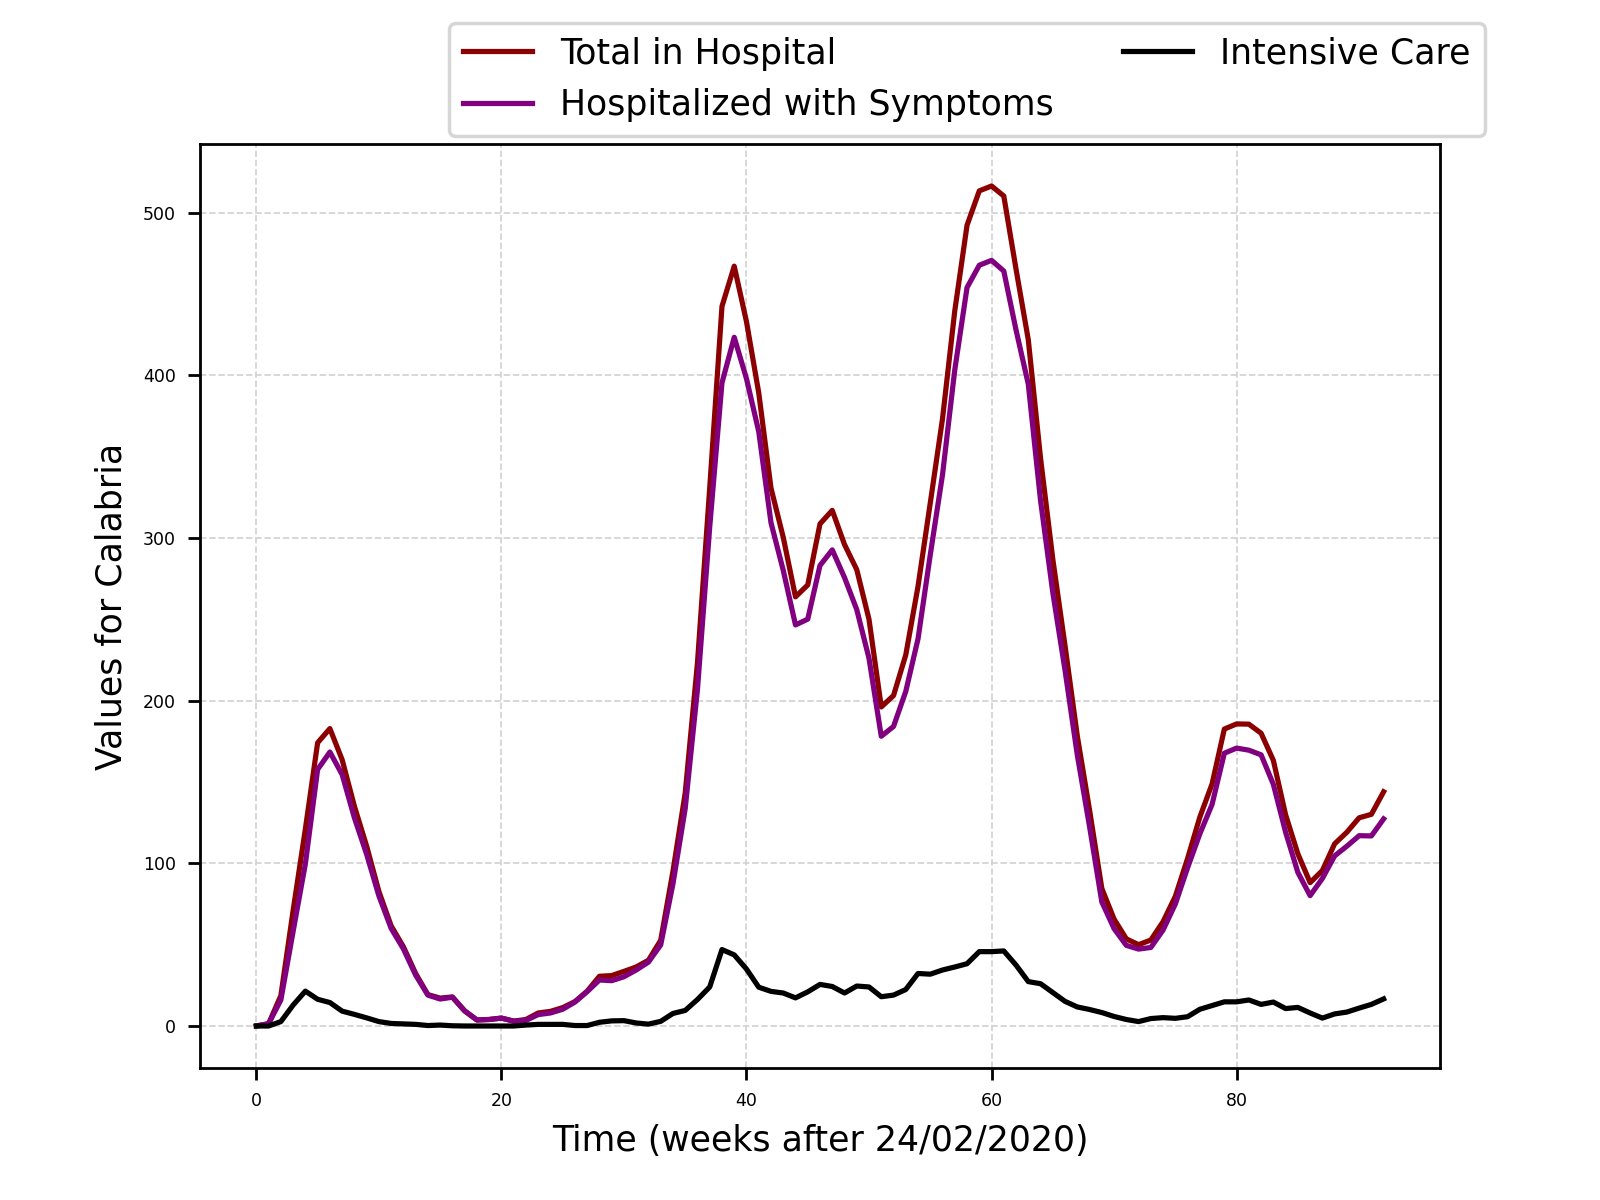 Total in Hospital
Hospitalized with Symptoms
Intensive Care
500
400
300
200
100
0
Values for Calabria
0 20 40 60 80
Time (weeks after 24/02/2020)